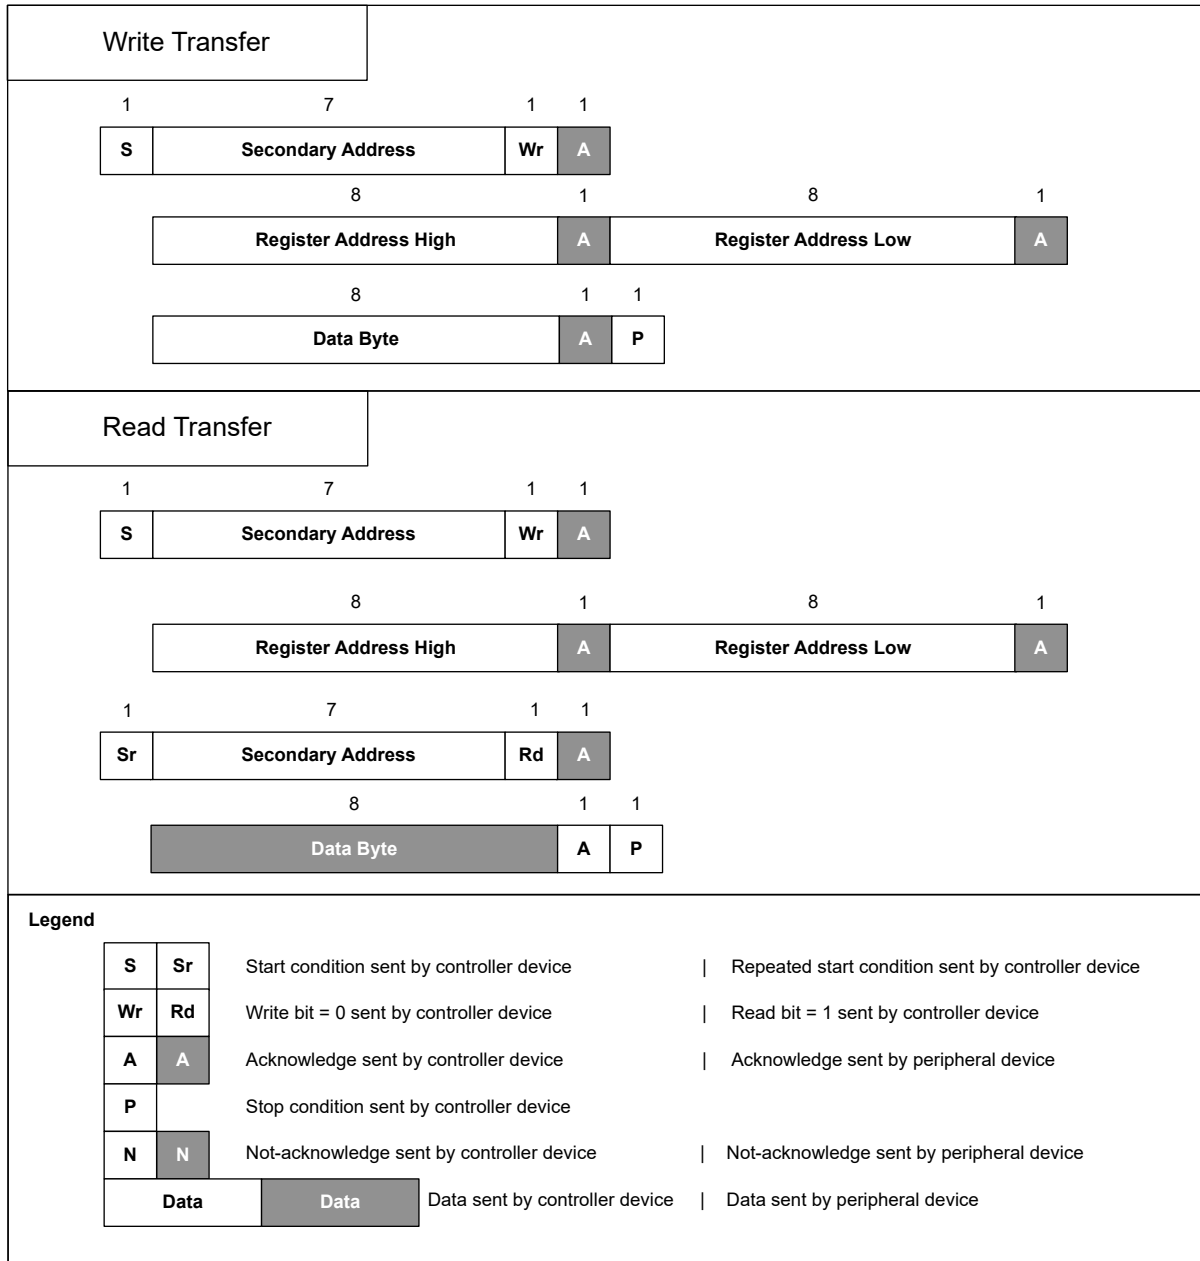 Write Transfer
1 7 1 1
S Secondary Address Wr A
8 1 8 1
Register Address High A Register Address Low A
8 1 1
Data Byte A P
Read Transfer
1 7 1 1
S Secondary Address Wr A
8 1 8 1
Register Address High A Register Address Low A
1 7 1 1
Sr Secondary Address Rd A
8 1 1
Data Byte A P
Legend
S Sr Start condition sent by controller device | Repeated start condition sent by controller device
Wr Rd Write bit = 0 sent by controller device | Read bit = 1 sent by controller device
A A Acknowledge sent by controller device | Acknowledge sent by peripheral device
P Stop condition sent by controller device
N N Not-acknowledge sent by controller device | Not-acknowledge sent by peripheral device
Data Data Data sent by controller device | Data sent by peripheral device